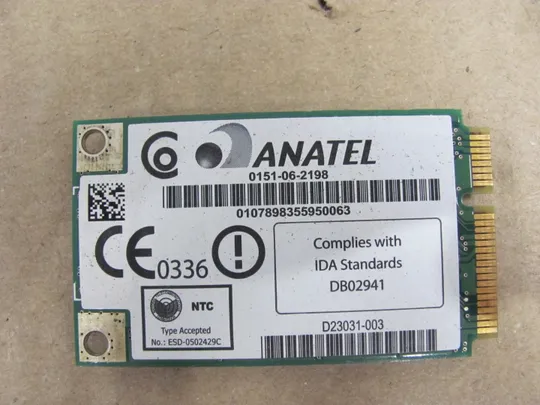 ANATEL
0151-06-2198
0107898355950063
CE 0336
Complies with
IDA Standards
DB02941
NTC
Type Accepted
No.: ESD-0502429C
D23031-003